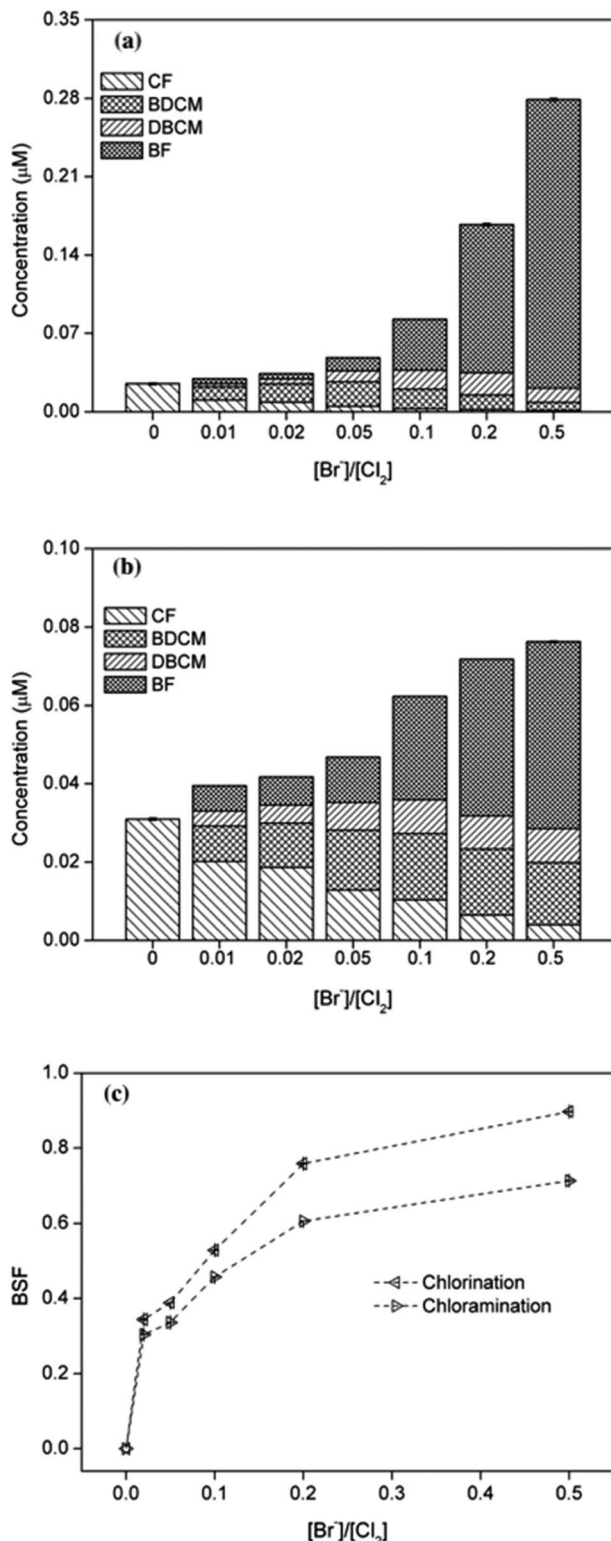 (a)
CF
BDCM
DBCM
BF
Concentration (μM)
0.35
0.28
0.21
0.14
0.07
0.00
0 0.01 0.02 0.05 0.1 0.2 0.5
[Br⁻]/[Cl₂]
(b)
CF
BDCM
DBCM
BF
Concentration (μM)
0.10
0.08
0.06
0.04
0.02
0.00
0 0.01 0.02 0.05 0.1 0.2 0.5
[Br⁻]/[Cl₂]
(c)
BSF
1.0
0.8
0.6
0.4
0.2
0.0
Chlorination
Chloramination
0.0 0.1 0.2 0.3 0.4 0.5
[Br⁻]/[Cl₂]